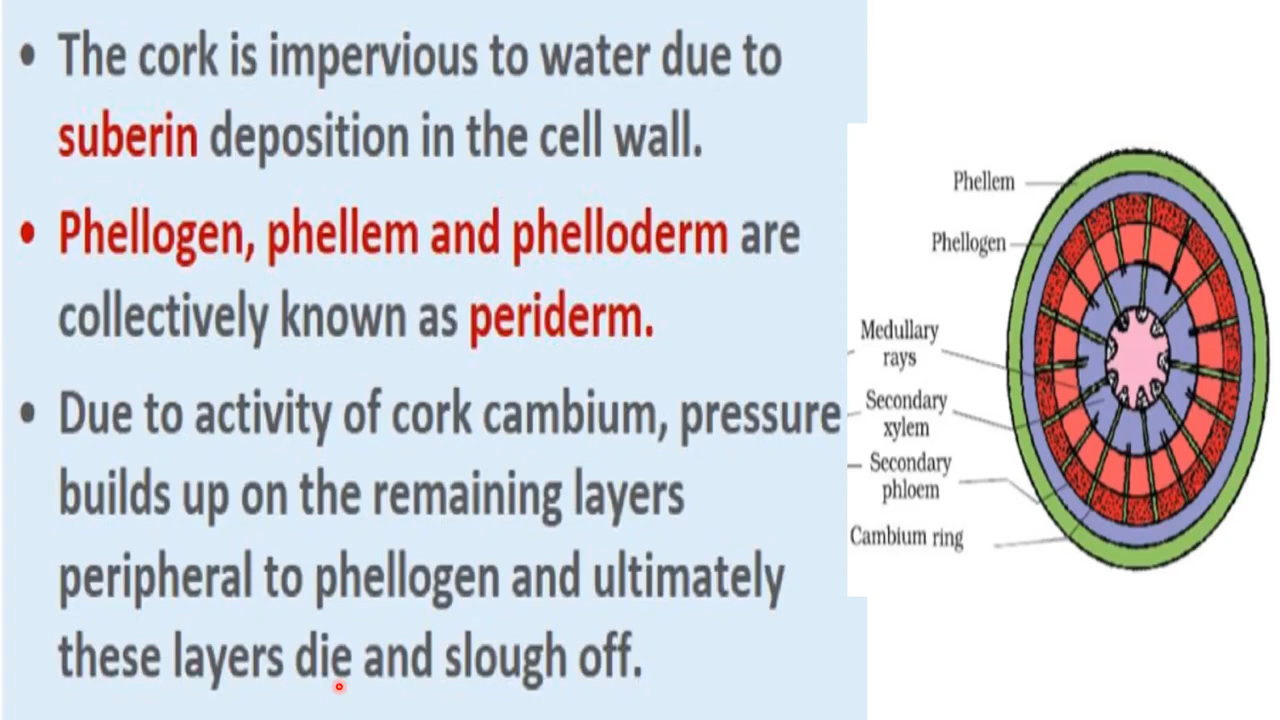 • The cork is impervious to water due to
suberin deposition in the cell wall.
• Phellogen, phellem and phelloderm are
collectively known as periderm.
• Due to activity of cork cambium, pressure
builds up on the remaining layers
peripheral to phellogen and ultimately
these layers die and slough off.
Phellem
Phellogen
Medullary
rays
Secondary
xylem
Secondary
phloem
Cambium ring